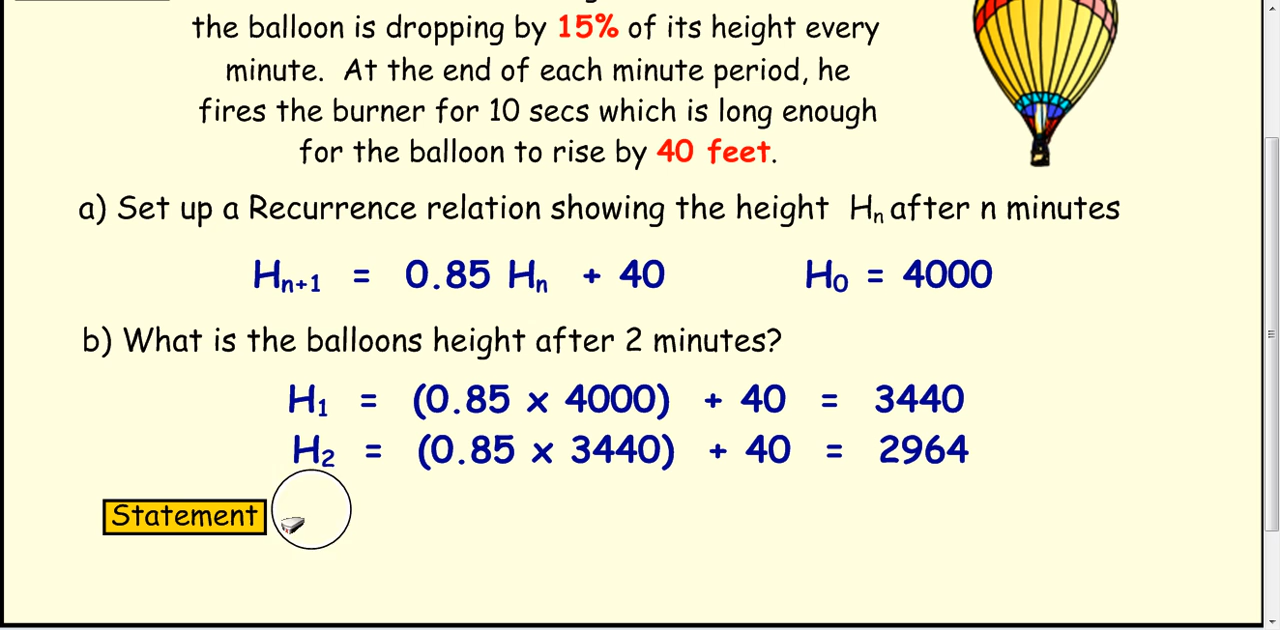 the balloon is dropping by 15% of its height every
minute. At the end of each minute period, he
fires the burner for 10 secs which is long enough
for the balloon to rise by 40 feet.
a) Set up a Recurrence relation showing the height Hn after n minutes
Hn+1 = 0.85 Hn + 40 H0 = 4000
b) What is the balloons height after 2 minutes?
H1 = (0.85 x 4000) + 40 = 3440
H2 = (0.85 x 3440) + 40 = 2964
Statement